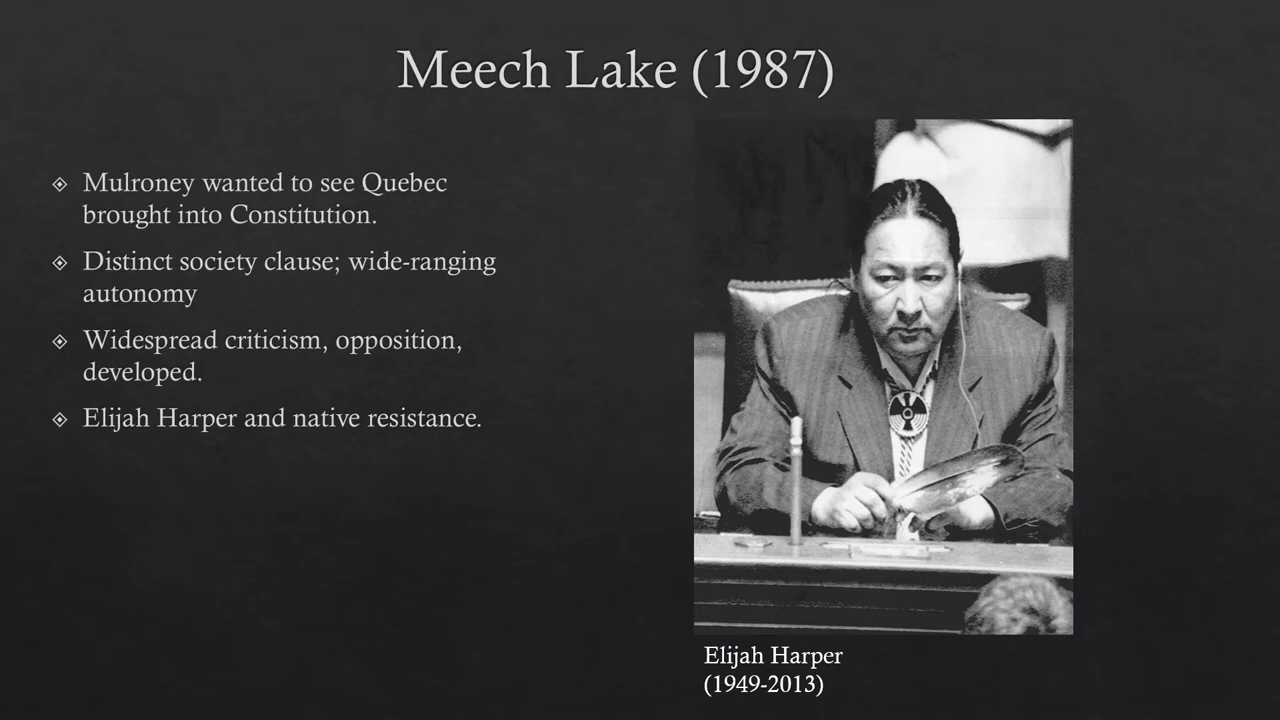 Meech Lake (1987)
Mulroney wanted to see Quebec
brought into Constitution.
Distinct society clause; wide-ranging
autonomy
Widespread criticism, opposition,
developed.
Elijah Harper and native resistance.
Elijah Harper
(1949-2013)